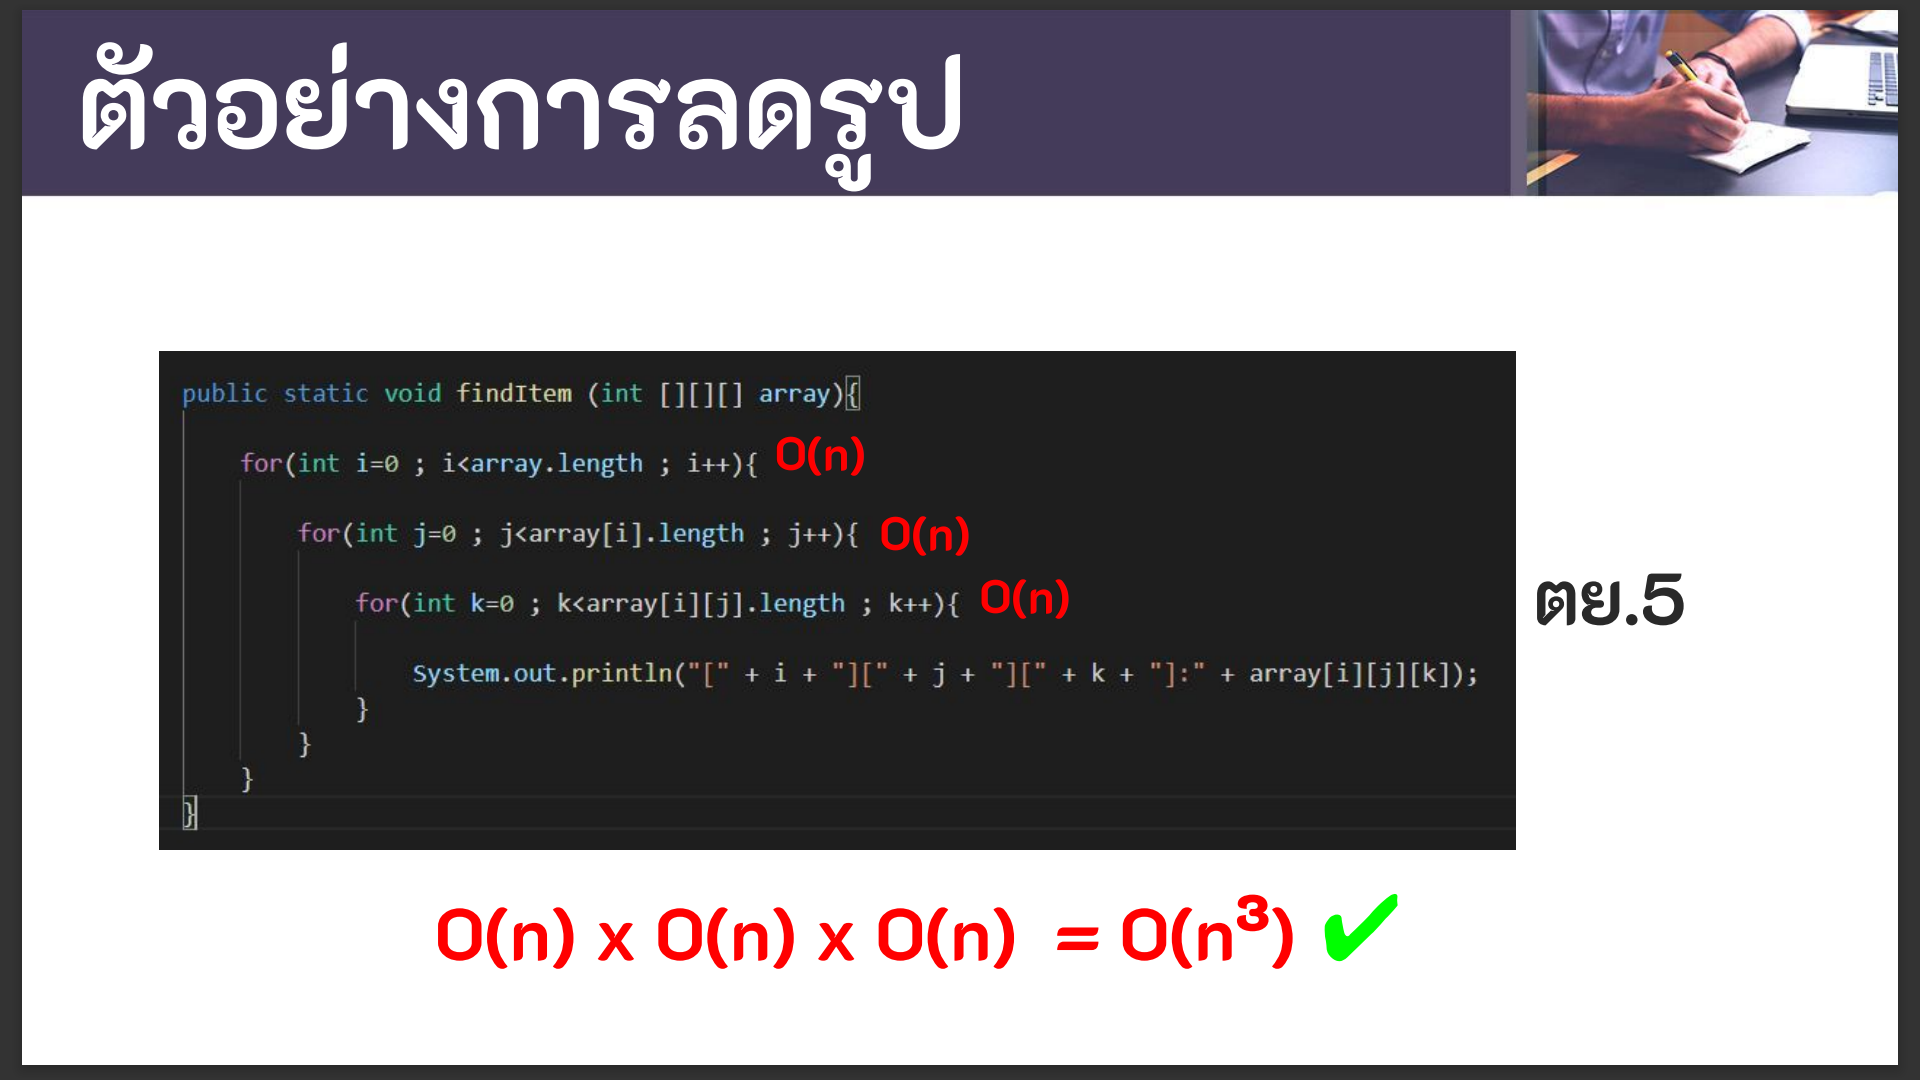 ตัวอย่างการลดรูป
public static void findItem (int [][][] array){
for(int i=0 ; i<array.length ; i++){ O(n)
for(int j=0 ; j<array[i].length ; j++){ O(n)
for(int k=0 ; k<array[i][j].length ; k++){ O(n)
ตย.5
System.out.println("[" + i + "][" + j + "][" + k + "]:" + array[i][j][k]);
}
}
}
}
O(n) x O(n) x O(n) = O(n³) ✔